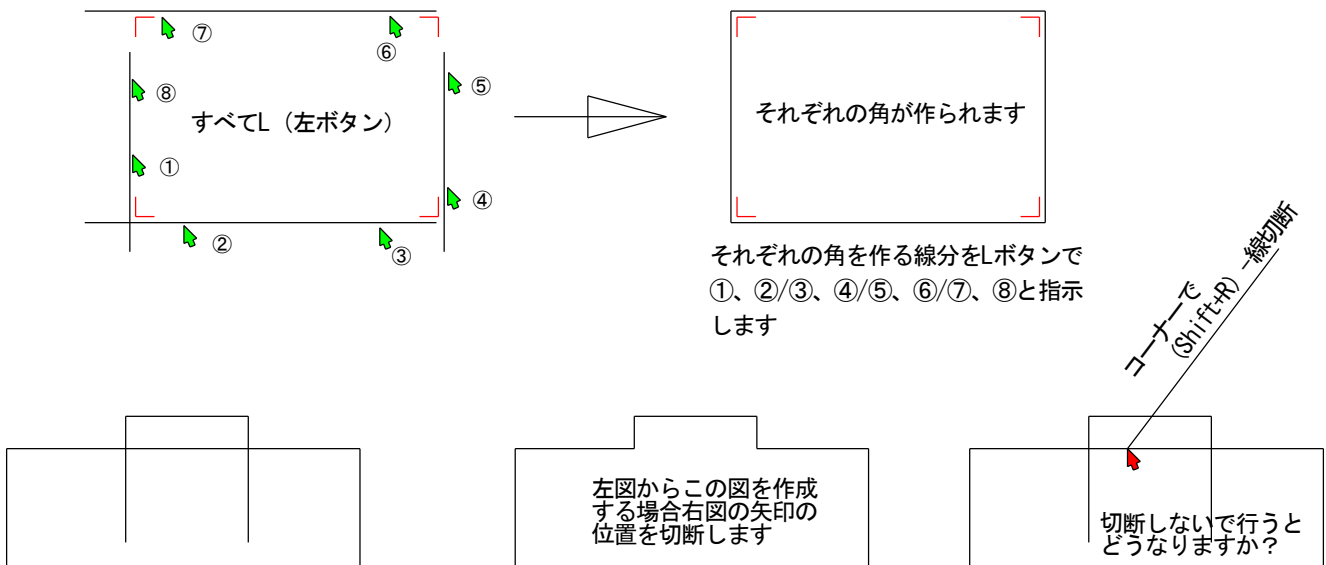 ⑦
⑥
⑧
⑤
すべてL（左ボタン）
①
④
②
③
それぞれの角が作られます
それぞれの角を作る線分をLボタンで
①、②/③、④/⑤、⑥/⑦、⑧と指示
します
コーナーで
(Shift+R)－線切断
左図からこの図を作成
する場合右図の矢印の
位置を切断します
切断しないで行うと
どうなりますか？